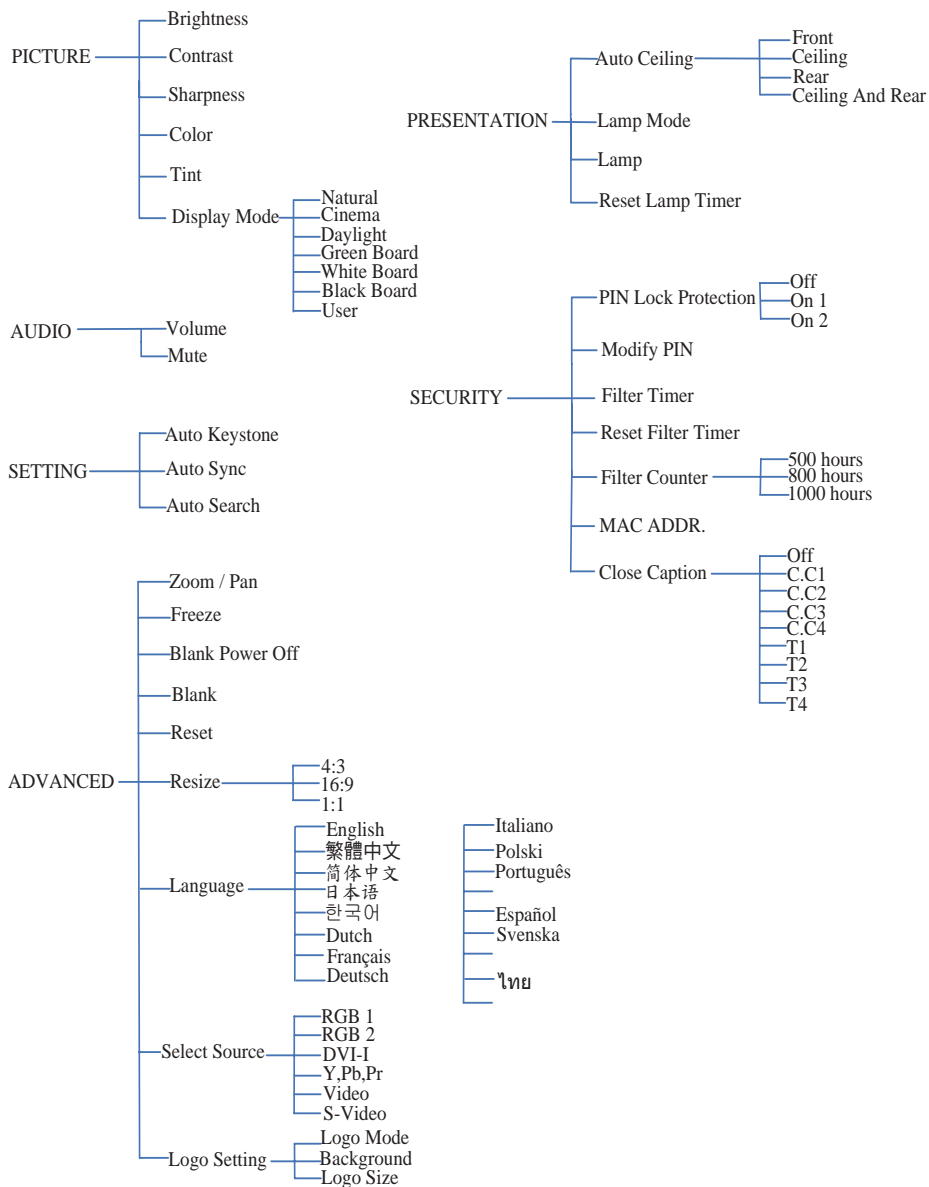 PICTURE
Brightness
Contrast
Sharpness
Color
Tint
Display Mode
Natural
Cinema
Daylight
Green Board
White Board
Black Board
User
AUDIO
Volume
Mute
SETTING
Auto Keystone
Auto Sync
Auto Search
ADVANCED
Zoom / Pan
Freeze
Blank Power Off
Blank
Reset
Resize
4:3
16:9
1:1
Language
English
繁體中文
简体中文
日本语
한국어
Dutch
Français
Deutsch
Italiano
Polski
Português
Español
Svenska
ไทย
Select Source
RGB 1
RGB 2
DVI-I
Y,Pb,Pr
Video
S-Video
Logo Setting
Logo Mode
Background
Logo Size
PRESENTATION
Auto Ceiling
Front
Ceiling
Rear
Ceiling And Rear
Lamp Mode
Lamp
Reset Lamp Timer
SECURITY
PIN Lock Protection
Off
On 1
On 2
Modify PIN
Filter Timer
Reset Filter Timer
Filter Counter
500 hours
800 hours
1000 hours
MAC ADDR.
Close Caption
Off
C.C1
C.C2
C.C3
C.C4
T1
T2
T3
T4